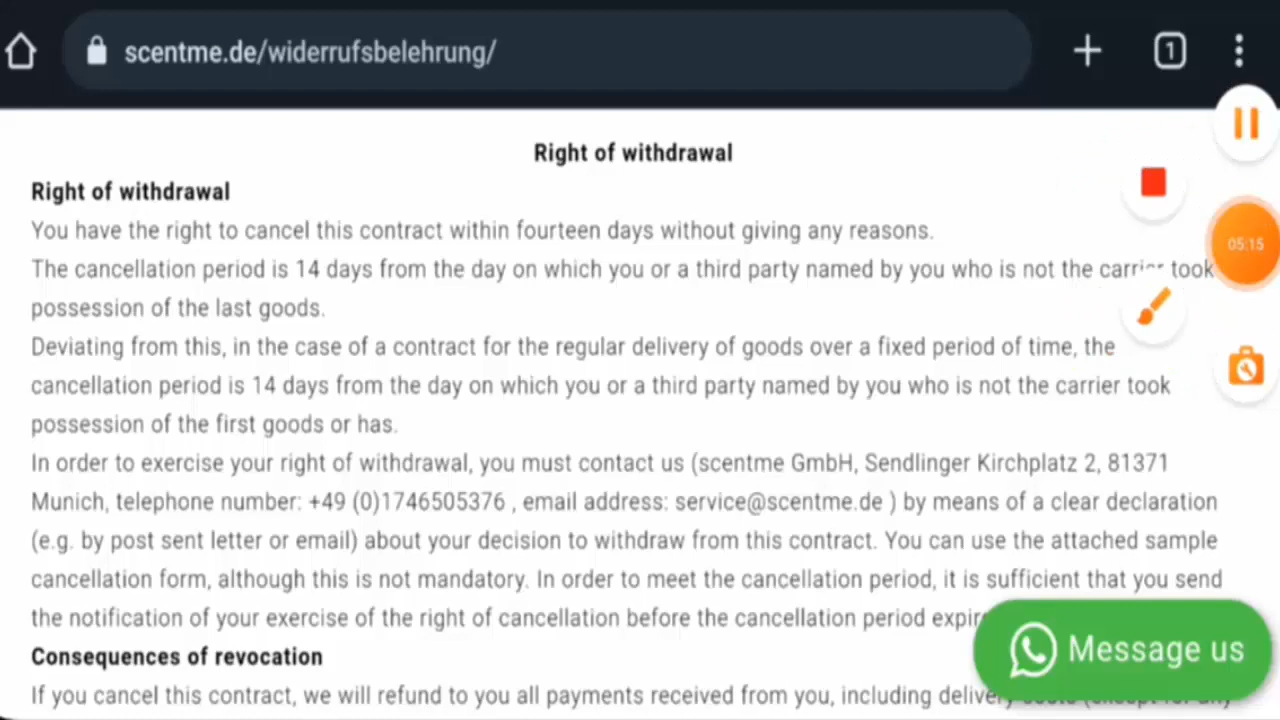 scentme.de/widerrufsbelehrung/
1
Right of withdrawal
Right of withdrawal
You have the right to cancel this contract within fourteen days without giving any reasons.
The cancellation period is 14 days from the day on which you or a third party named by you who is not the carrier took
possession of the last goods.
Deviating from this, in the case of a contract for the regular delivery of goods over a fixed period of time, the
cancellation period is 14 days from the day on which you or a third party named by you who is not the carrier took
possession of the first goods or has.
In order to exercise your right of withdrawal, you must contact us (scentme GmbH, Sendlinger Kirchplatz 2, 81371
Munich, telephone number: +49 (0)1746505376 , email address: service@scentme.de ) by means of a clear declaration
(e.g. by post sent letter or email) about your decision to withdraw from this contract. You can use the attached sample
cancellation form, although this is not mandatory. In order to meet the cancellation period, it is sufficient that you send
the notification of your exercise of the right of cancellation before the cancellation period
Consequences of revocation
If you cancel this contract, we will refund to you all payments received from you, including delivery
05:15
Message us